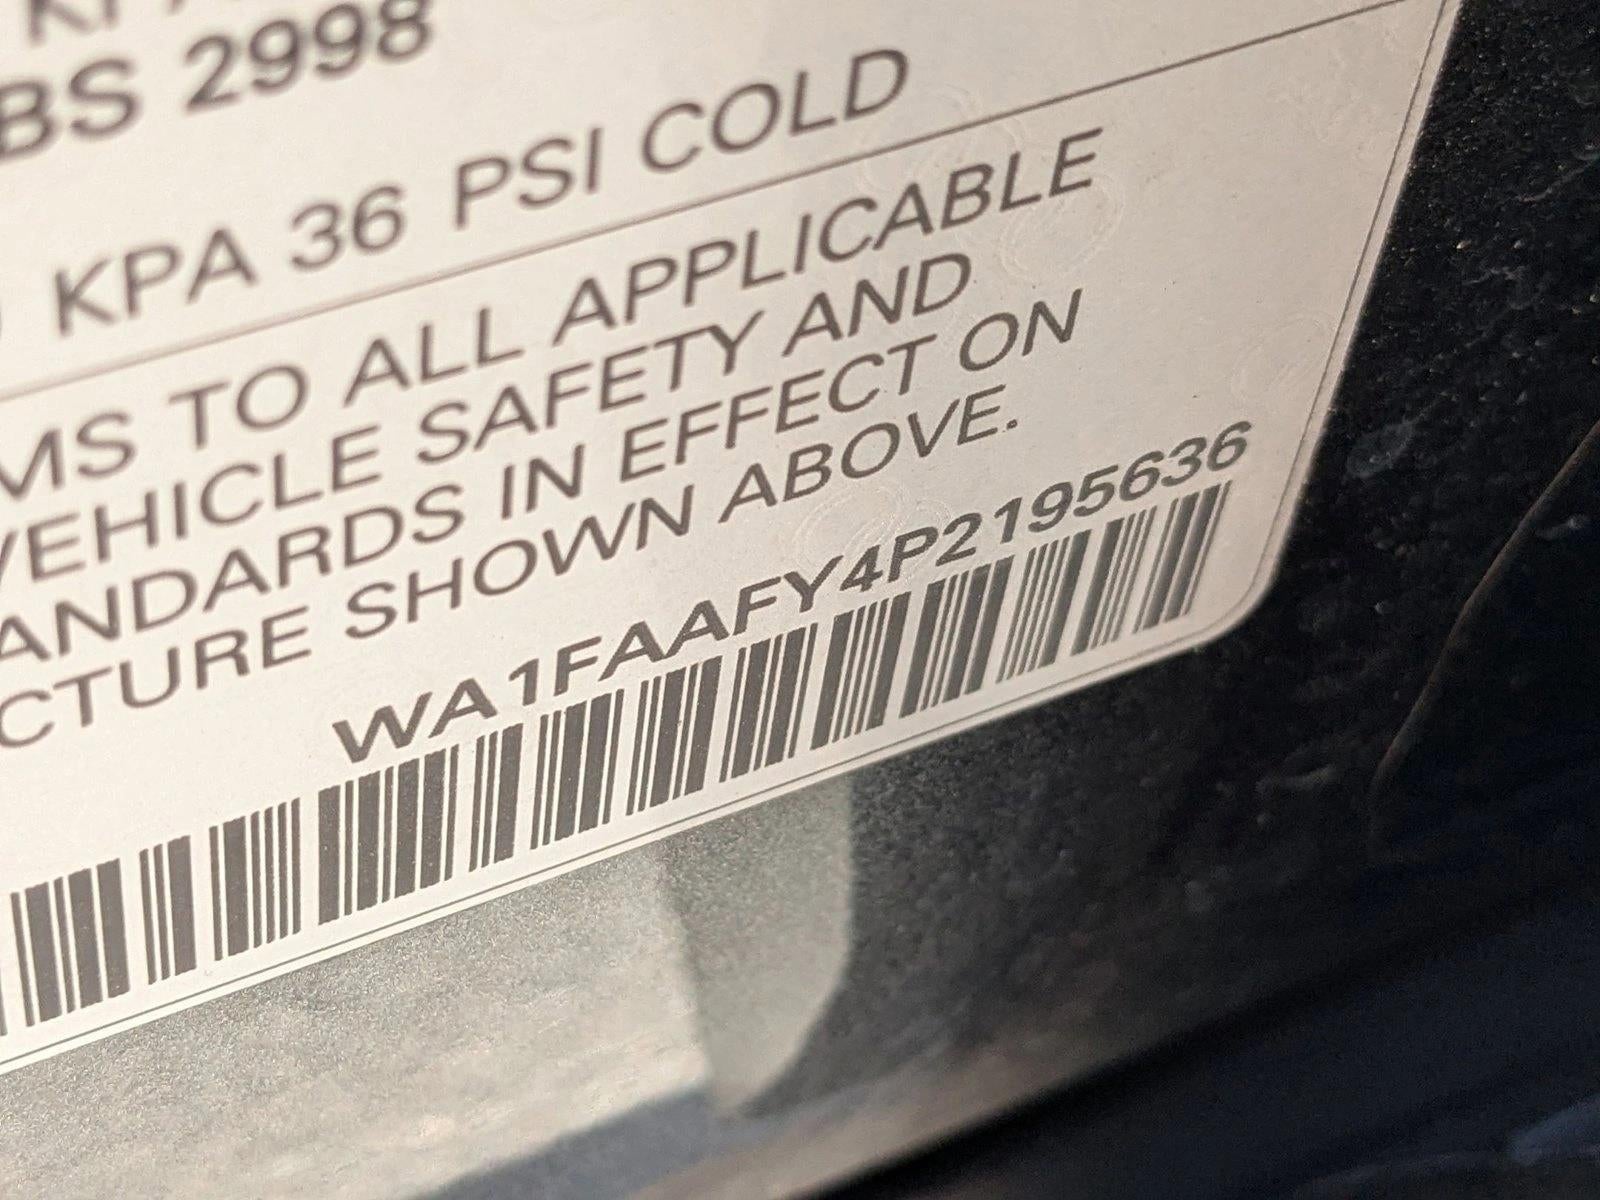 BS 2998
KPA 36 PSI COLD
MS TO ALL APPLICABLE
VEHICLE SAFETY AND
ANDARDS IN EFFECT ON
CTURE SHOWN ABOVE.
WA1FAAFY4P2195636